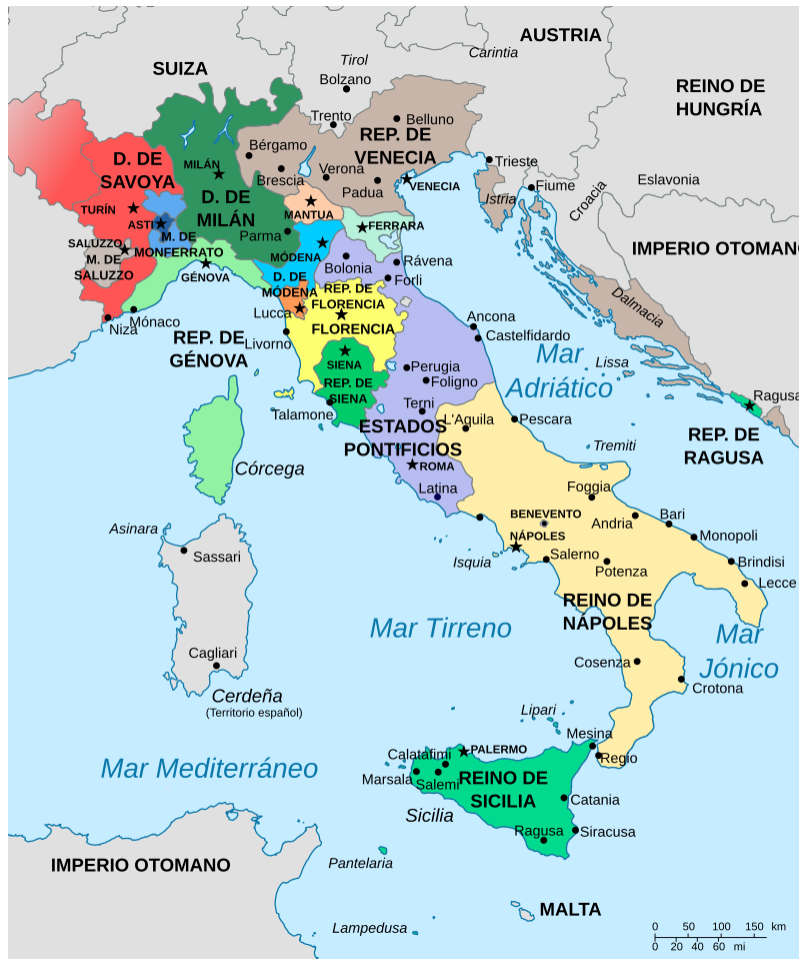 AUSTRIA
Carintia
Tirol
Bolzano
SUIZA
REINO DE
HUNGRÍA
Trento
Belluno
REP. DE
VENECIA
Bérgamo
D. DE
SAVOYA
MILÁN
Brescia
Verona
Padua
VENECIA
Trieste
Istria
Fiume
Croacia
Eslavonia
D. DE
MILÁN
TURÍN
ASTI
MANTUA
FERRARA
Parma
M. DE
MONFERRATO
SALUZZO
M. DE
SALUZZO
GÉNOVA
MÓDENA
D. DE
MÓDENA
Bolonia
Rávena
Forli
IMPERIO OTOMANO
Dalmacia
REP. DE
FLORENCIA
FLORENCIA
Lucca
Niza
Mónaco
REP. DE
GÉNOVA
Livorno
Ancona
Castelfidardo
Mar
Adriático
Lissa
SIENA
REP. DE
SIENA
Perugia
Foligno
Terni
Talamone
L'Aquila
Pescara
Ragusa
REP. DE
RAGUSA
ESTADOS
PONTIFICIOS
ROMA
Latina
Tremiti
Córcega
Foggia
BENEVENTO
Andria
Bari
Monopoli
Asinara
Sassari
NÁPOLES
Isquia
Salerno
Potenza
Brindisi
Lecce
REINO DE
NÁPOLES
Mar Tirreno
Mar
Jónico
Cagliari
Cerdeña
(Territorio español)
Cosenza
Crotona
Lipari
Mesina
Regio
Mar Mediterráneo
Calatafimi
PALERMO
Marsala
Salemi
REINO DE
SICILIA
Sicilia
Catania
Ragusa
Siracusa
IMPERIO OTOMANO
Pantelaria
MALTA
Lampedusa
0 50 100 150 km
0 20 40 60 mi